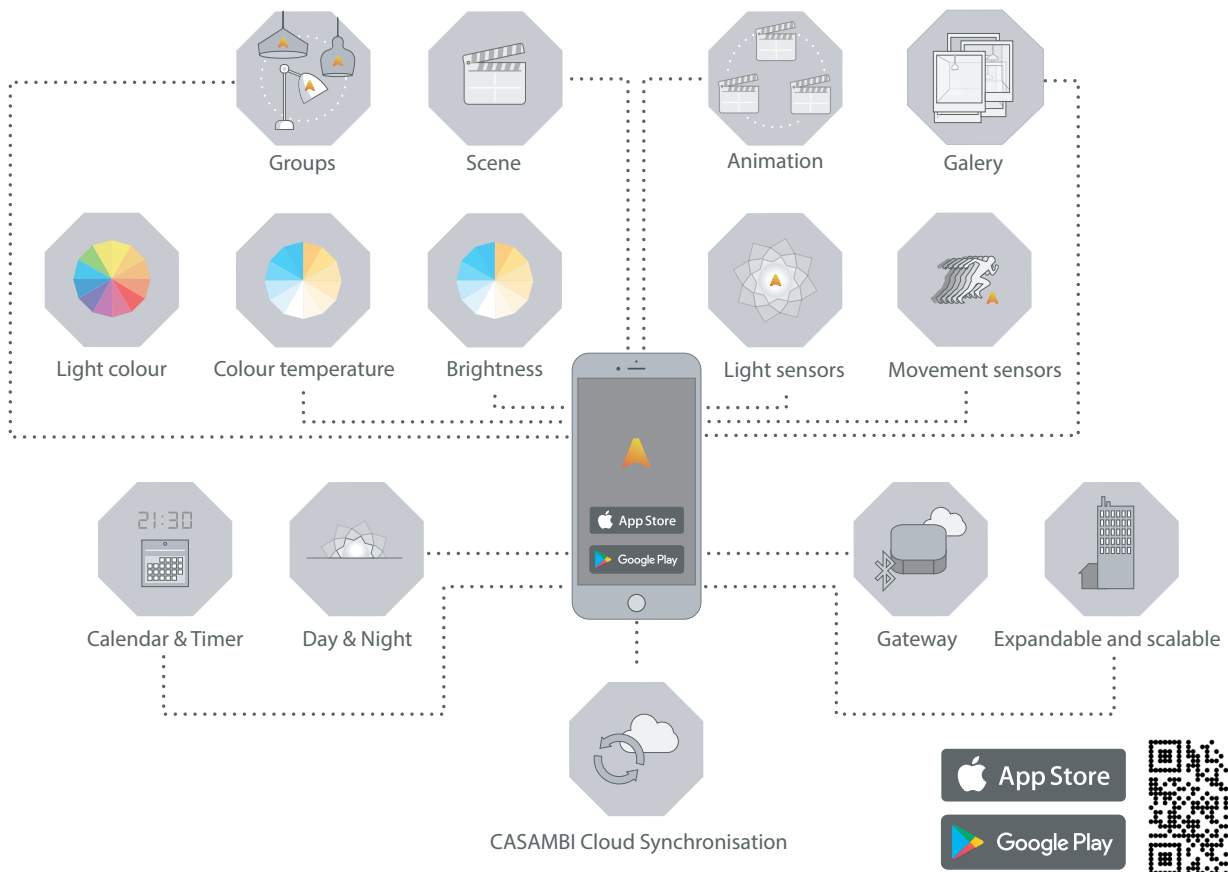 Groups
Scene
Animation
Galery
Light colour
Colour temperature
Brightness
Light sensors
Movement sensors
App Store
Google Play
21:30
Calendar & Timer
Day & Night
Gateway
Expandable and scalable
CASAMBI Cloud Synchronisation
App Store
Google Play